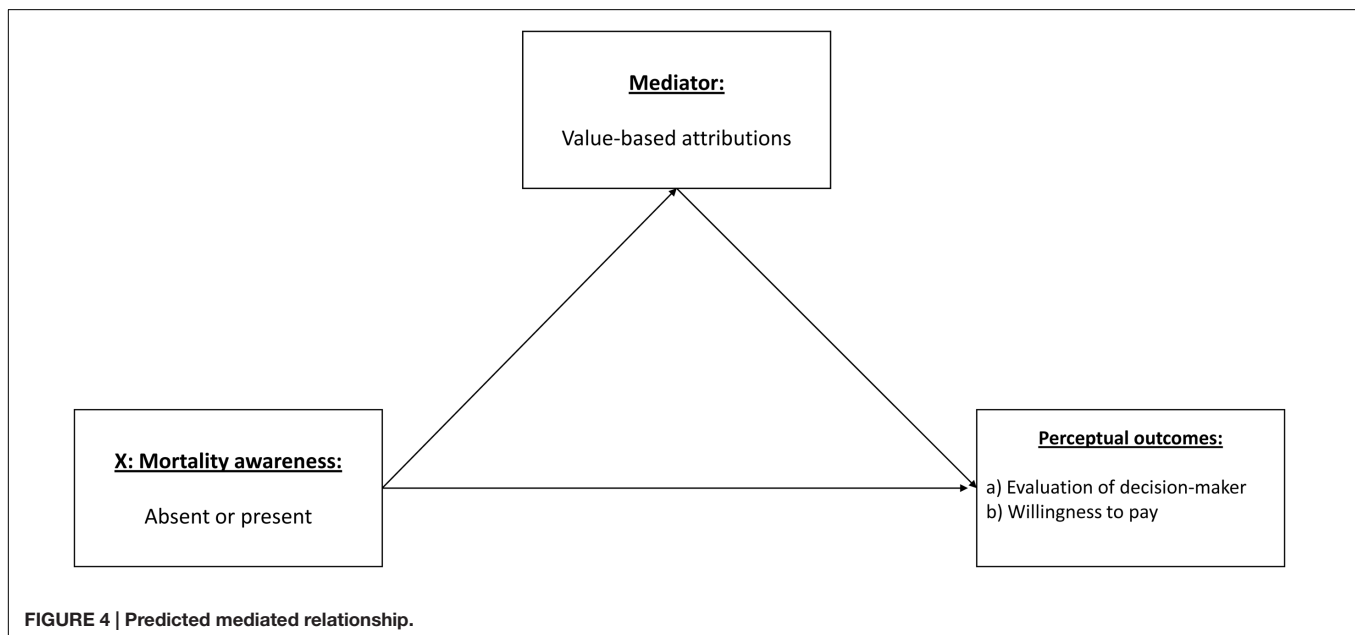 Mediator:
Value-based attributions
X: Mortality awareness:
Absent or present
Perceptual outcomes:
a) Evaluation of decision-maker
b) Willingness to pay
FIGURE 4 | Predicted mediated relationship.